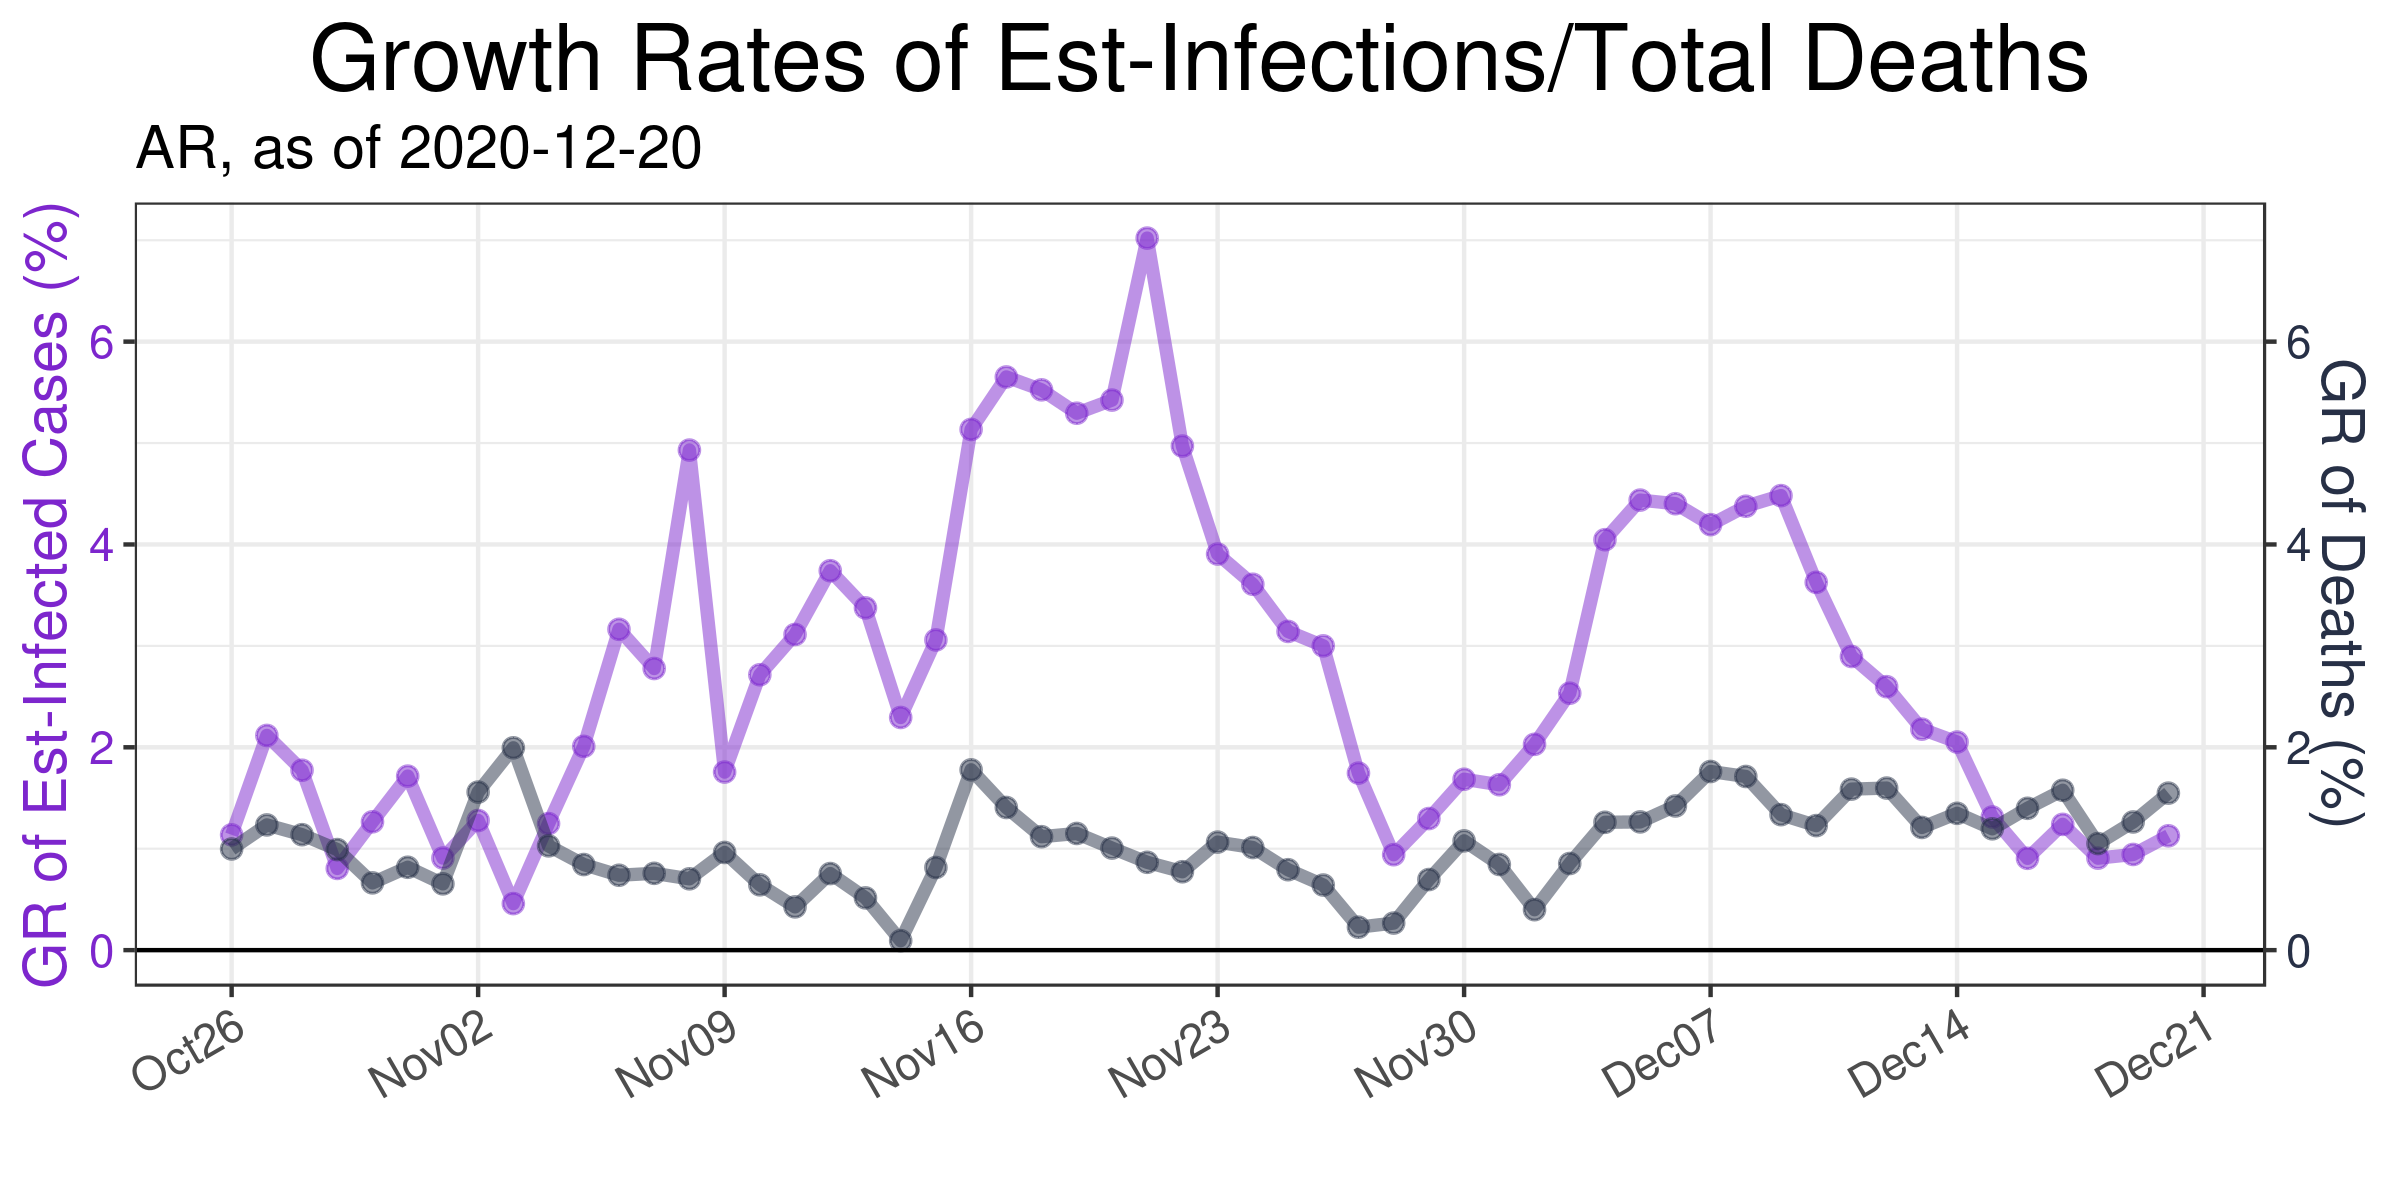 Growth Rates of Est-Infections/Total Deaths
AR, as of 2020-12-20
GR of Est-Infected Cases (%)
6
4
2
0
6
4
2
0
GR of Deaths (%)
Oct26
Nov02
Nov09
Nov16
Nov23
Nov30
Dec07
Dec14
Dec21